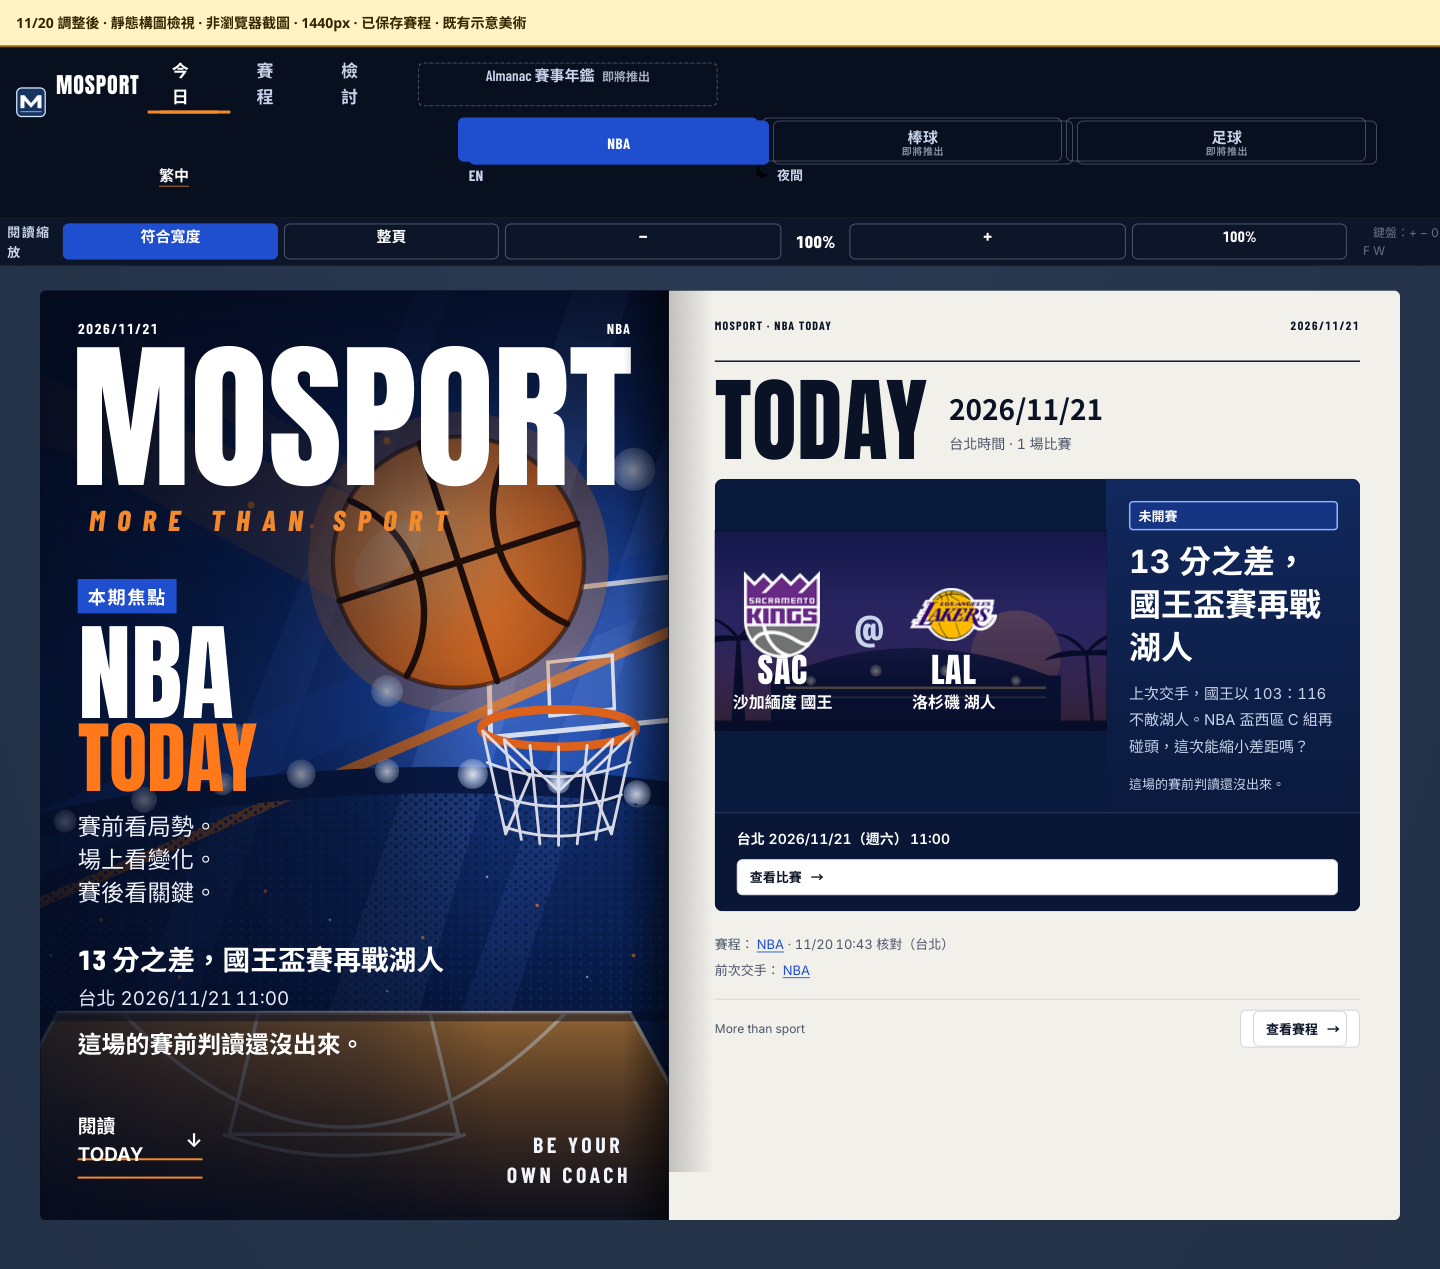 11/20 調整後 · 靜態構圖檢視 · 非瀏覽器截圖 · 1440px · 已保存賽程 · 既有示意美術
M
MOSPORT
今日
賽程
檢討
Almanac 賽事年鑑 即將推出
NBA
棒球
即將推出
足球
即將推出
繁中
EN
夜間
閱讀縮放
符合寬度
整頁
−
100%
+
100%
鍵盤：+ − 0
F W
2026/11/21
NBA
MOSPORT
MORE THAN SPORT
本期焦點
NBA
TODAY
賽前看局勢。
場上看變化。
賽後看關鍵。
13 分之差，國王盃賽再戰湖人
台北 2026/11/21 11:00
這場的賽前判讀還沒出來。
閱讀
TODAY ↓
BE YOUR
OWN COACH
MOSPORT · NBA TODAY
2026/11/21
TODAY
2026/11/21
台北時間 · 1 場比賽
SACRAMENTO
KINGS
SAC
沙加緬度 國王
@
LOS ANGELES
LAKERS
LAL
洛杉磯 湖人
未開賽
13 分之差，
國王盃賽再戰
湖人
上次交手，國王以 103：116
不敵湖人。NBA 盃西區 C 組再
碰頭，這次能縮小差距嗎？
這場的賽前判讀還沒出來。
台北 2026/11/21（週六） 11:00
查看比賽 →
賽程： NBA · 11/20 10:43 核對（台北）
前次交手： NBA
More than sport
查看賽程 →